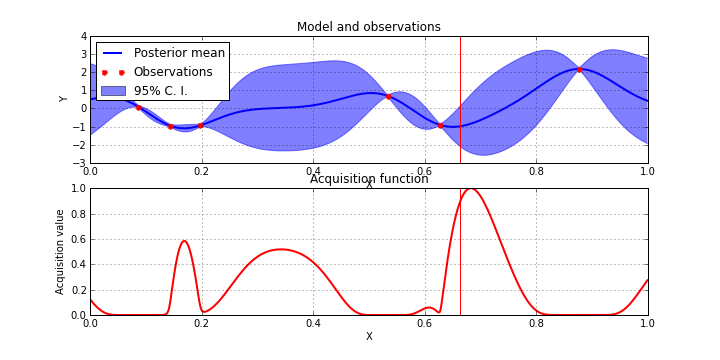 Model and observations
4
3
2
1
0
−1
−2
−3
Y
Posterior mean
Observations
95% C. I.
0.0 0.2 0.4 0.6 0.8 1.0
X
Acquisition function
1.0
0.8
0.6
0.4
0.2
0.0
Acquisition value
0.0 0.2 0.4 0.6 0.8 1.0
X